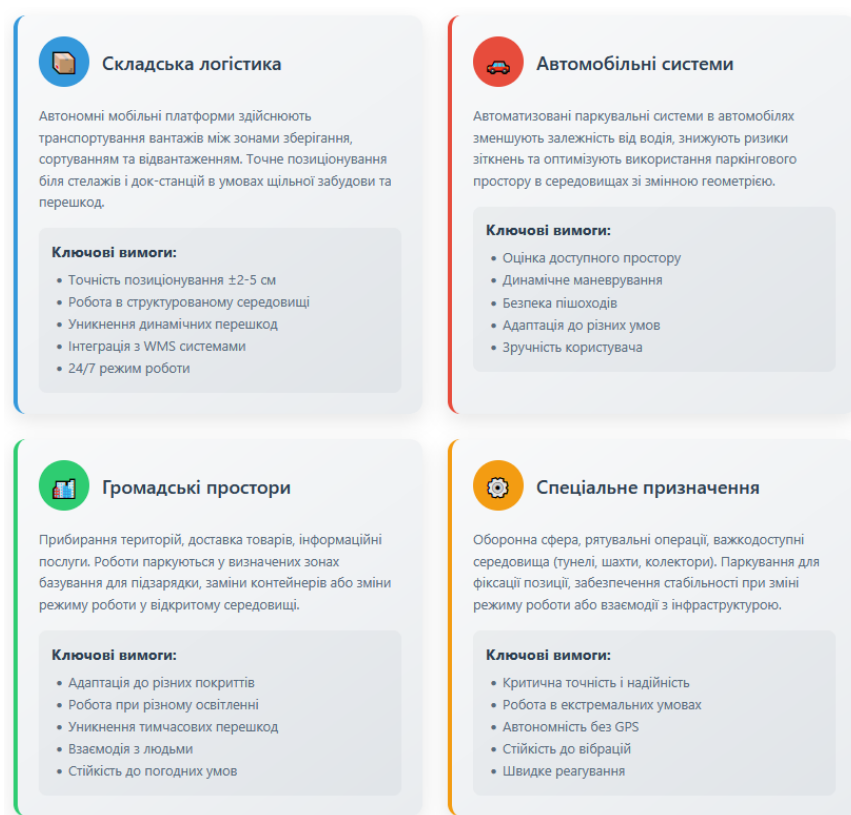 Складська логістика
Автономні мобільні платформи здійснюють
транспортування вантажів між зонами зберігання,
сортуванням та відвантаженням. Точне позиціонування
біля стелажів і док-станцій в умовах щільної забудови та
перешкод.
Ключові вимоги:
• Точність позиціонування ±2-5 см
• Робота в структурованому середовищі
• Уникнення динамічних перешкод
• Інтеграція з WMS системами
• 24/7 режим роботи
Автомобільні системи
Автоматизовані паркувальні системи в автомобілях
зменшують залежність від водія, знижують ризики
зіткнень та оптимізують використання паркінгового
простору в середовищах зі змінною геометрією.
Ключові вимоги:
• Оцінка доступного простору
• Динамічне маневрування
• Безпека пішоходів
• Адаптація до різних умов
• Зручність користувача
Громадські простори
Прибирання територій, доставка товарів, інформаційні
послуги. Роботи паркуються у визначених зонах
базування для підзарядки, заміни контейнерів або зміни
режиму роботи у відкритому середовищі.
Ключові вимоги:
• Адаптація до різних покриттів
• Робота при різному освітленні
• Уникнення тимчасових перешкод
• Взаємодія з людьми
• Стійкість до погодних умов
Спеціальне призначення
Оборонна сфера, рятувальні операції, важкодоступні
середовища (тунелі, шахти, колектори). Паркування для
фіксації позиції, забезпечення стабільності при зміні
режиму роботи або взаємодії з інфраструктурою.
Ключові вимоги:
• Критична точність і надійність
• Робота в екстремальних умовах
• Автономність без GPS
• Стійкість до вібрацій
• Швидке реагування